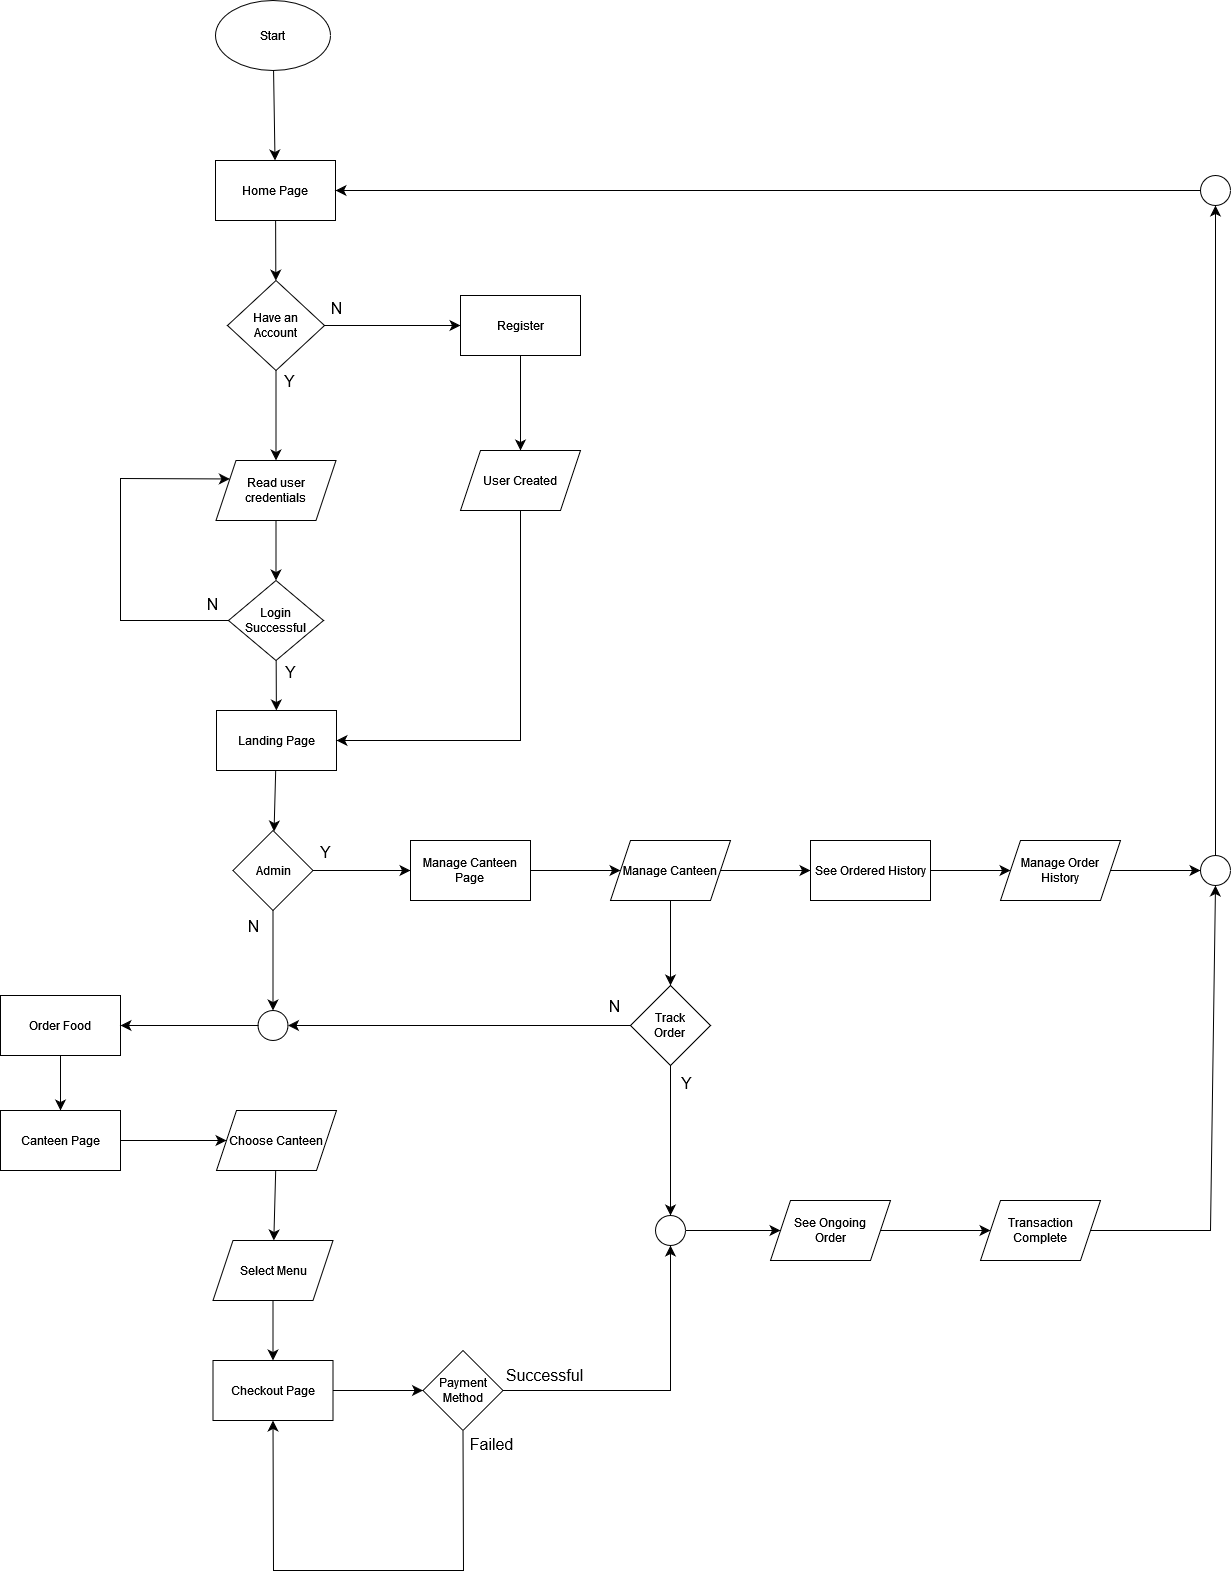 Start
Home Page
Have an
Account
N
Register
Y
Read user
credentials
User Created
N
Login
Successful
Y
Landing Page
Admin
Y
Manage Canteen
Page
Manage Canteen
See Ordered History
Manage Order
History
N
Order Food
N
Track
Order
Y
Canteen Page
Choose Canteen
See Ongoing
Order
Transaction
Complete
Select Menu
Checkout Page
Payment
Method
Successful
Failed